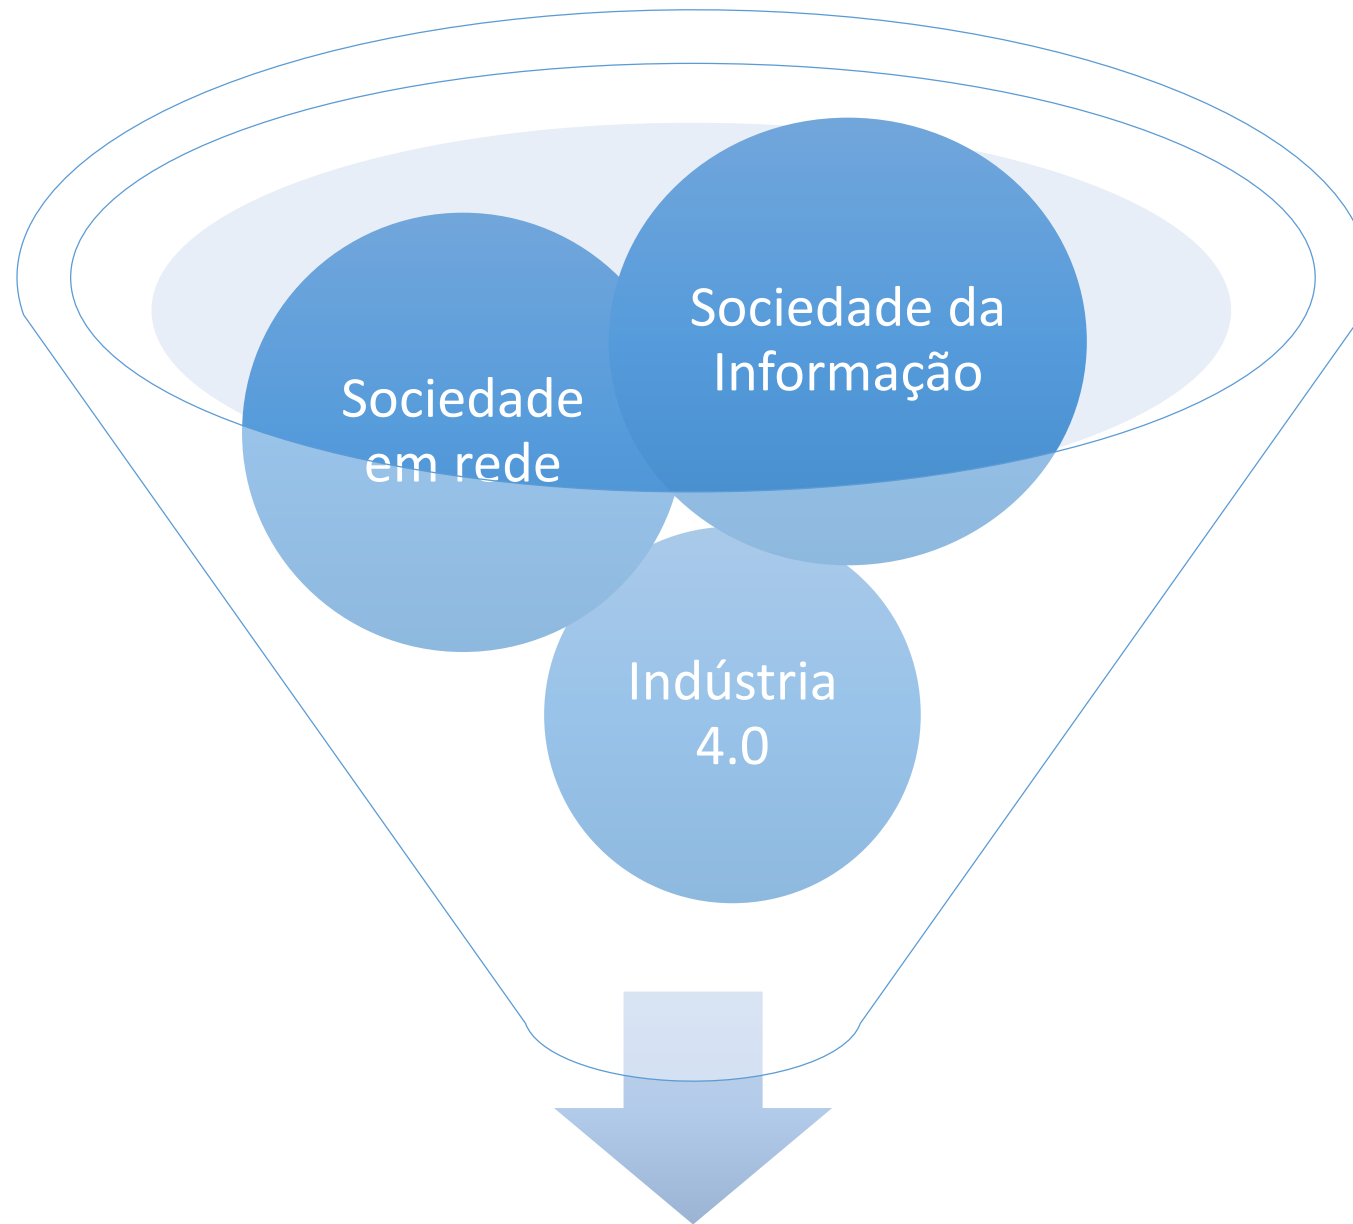 Sociedade da
Informação
Sociedade
em rede
Indústria
4.0